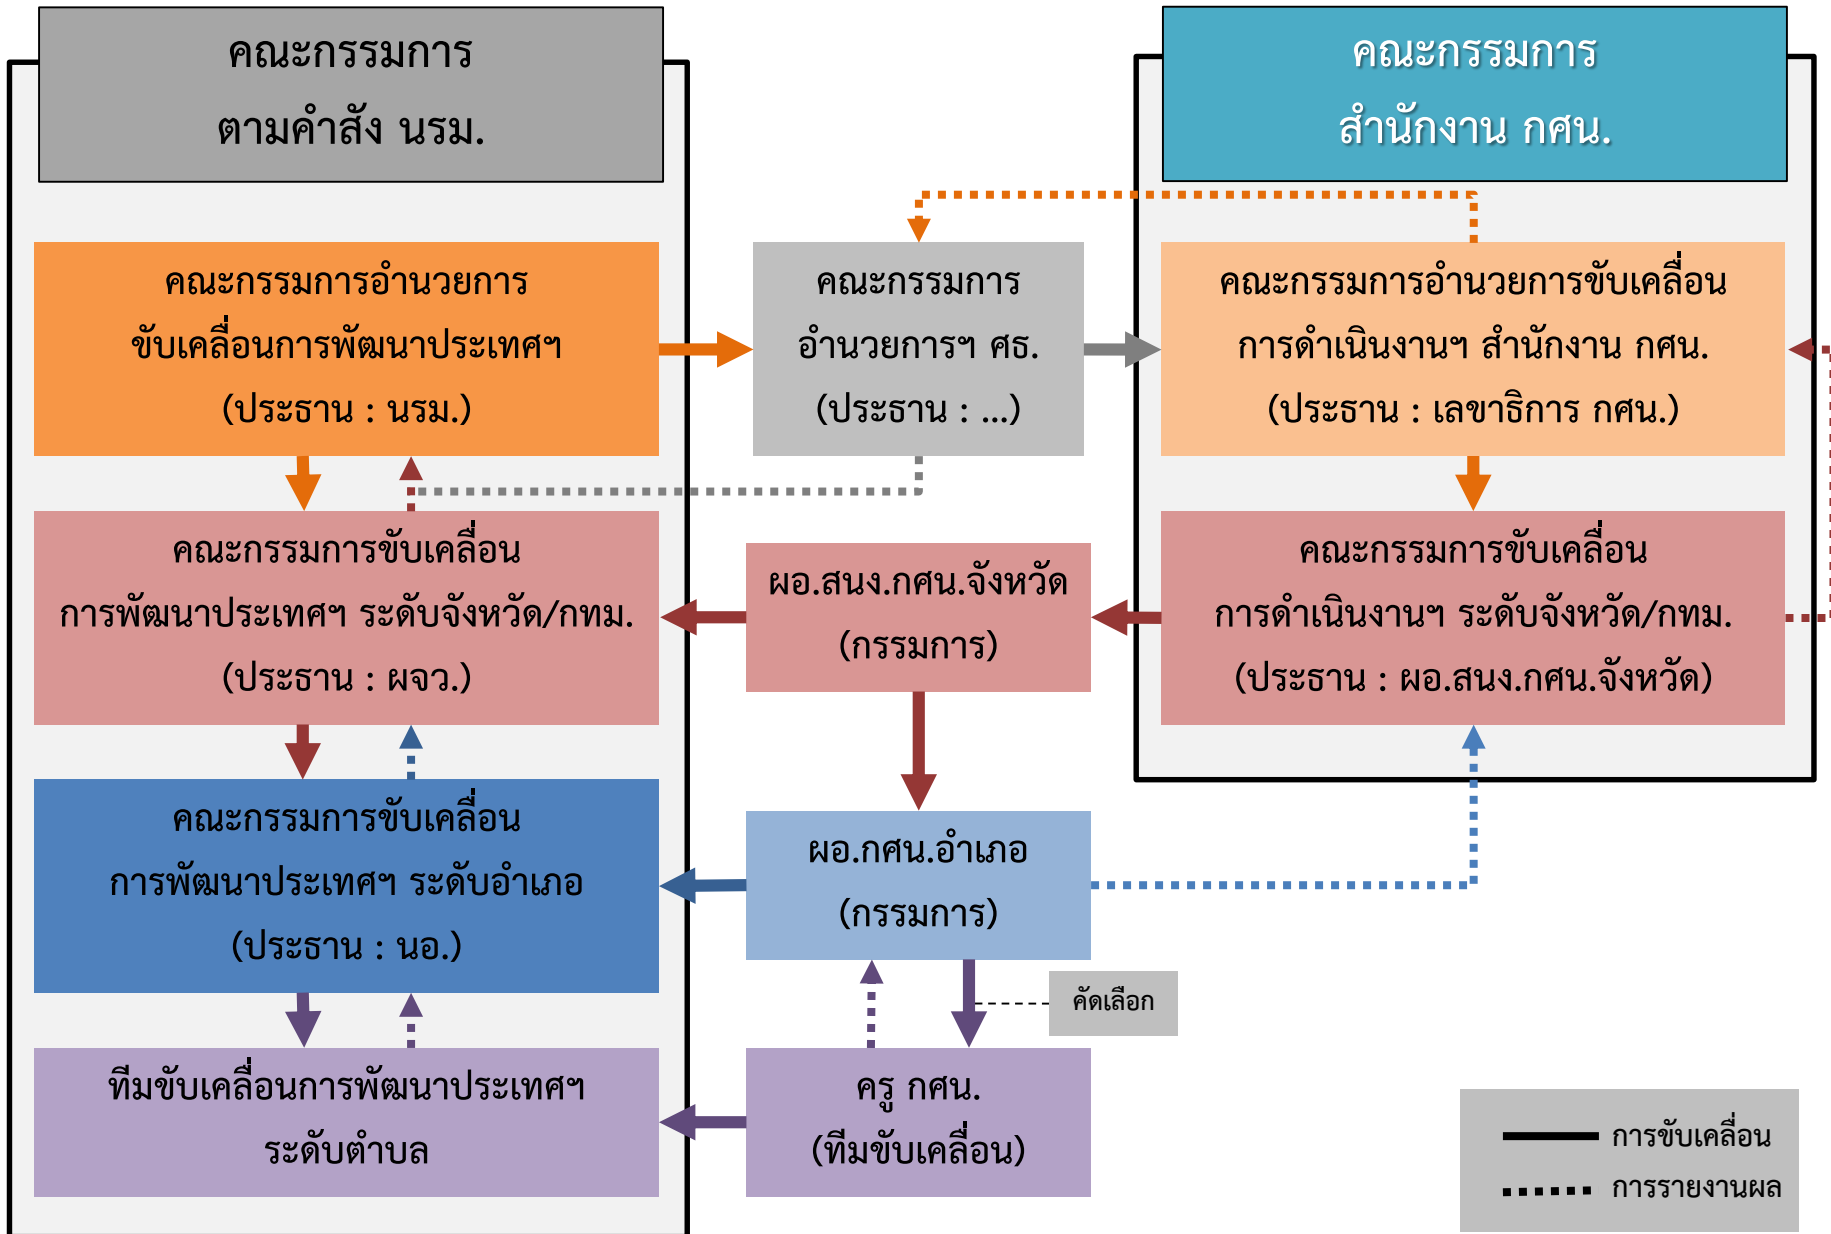 คณะกรรมการ
ตามคำสัง นรม.
คณะกรรมการ
สำนักงาน กศน.
คณะกรรมการอำนวยการ
ขับเคลื่อนการพัฒนาประเทศฯ
(ประธาน : นรม.)
คณะกรรมการ
อำนวยการฯ ศธ.
(ประธาน : ...)
คณะกรรมการอำนวยการขับเคลื่อน
การดำเนินงานฯ สำนักงาน กศน.
(ประธาน : เลขาธิการ กศน.)
คณะกรรมการขับเคลื่อน
การพัฒนาประเทศฯ ระดับจังหวัด/กทม.
(ประธาน : ผจว.)
ผอ.สนง.กศน.จังหวัด
(กรรมการ)
คณะกรรมการขับเคลื่อน
การดำเนินงานฯ ระดับจังหวัด/กทม.
(ประธาน : ผอ.สนง.กศน.จังหวัด)
คณะกรรมการขับเคลื่อน
การพัฒนาประเทศฯ ระดับอำเภอ
(ประธาน : นอ.)
ผอ.กศน.อำเภอ
(กรรมการ)
คัดเลือก
ทีมขับเคลื่อนการพัฒนาประเทศฯ
ระดับตำบล
ครู กศน.
(ทีมขับเคลื่อน)
การขับเคลื่อน
การรายงานผล